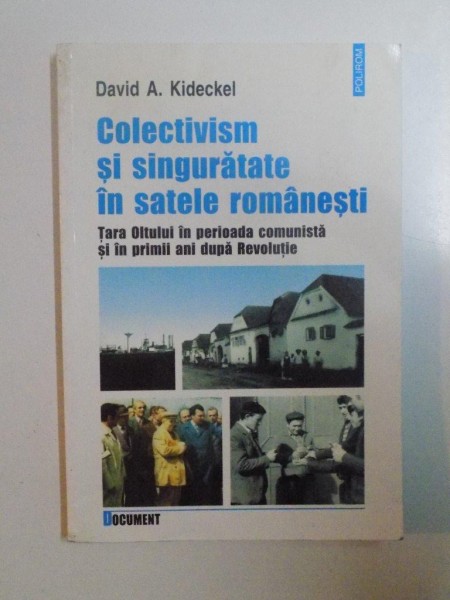 POLIROM
David A. Kideckel
Colectivism
și singurătate
în satele românești
Țara Oltului în perioada comunistă
și în primii ani după Revoluție
DOCUMENT